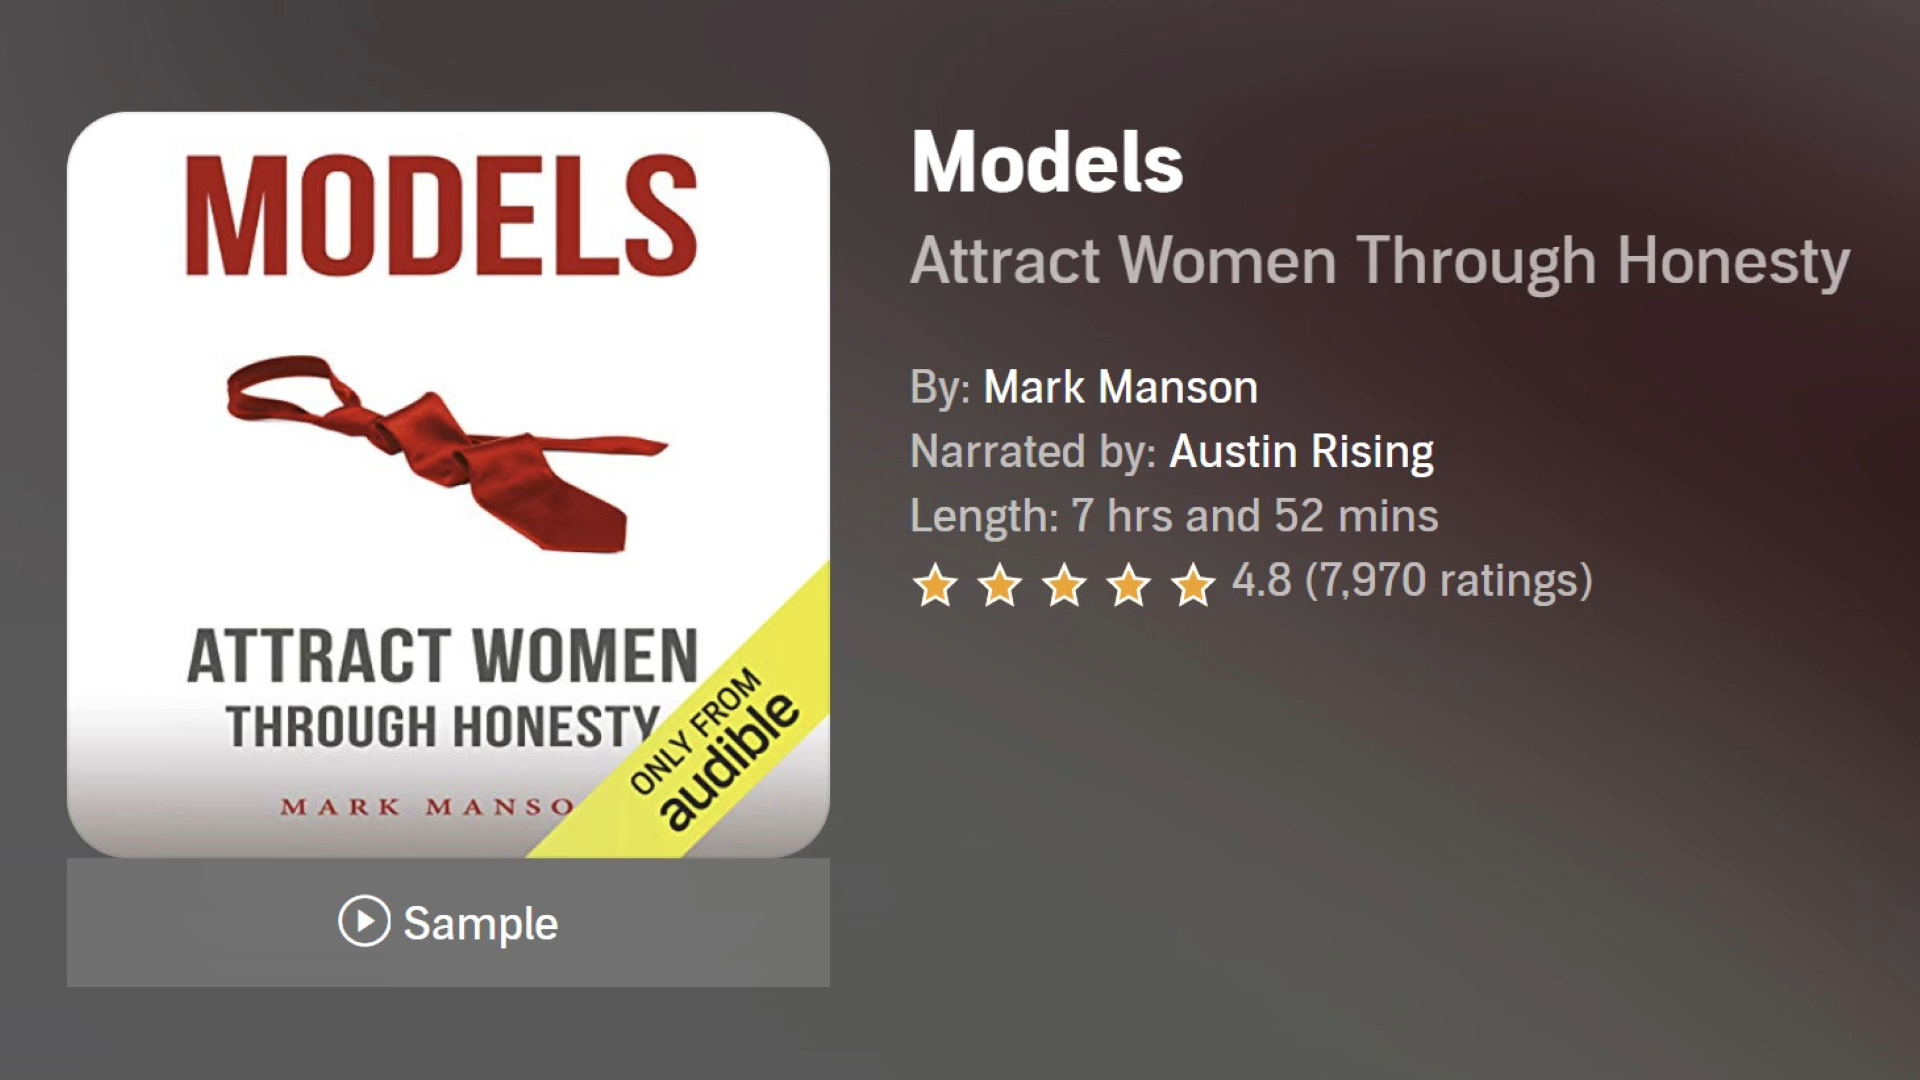 MODELS
ATTRACT WOMEN
THROUGH HONESTY
MARK MANSO
ONLY FROM
audible
Sample
Models
Attract Women Through Honesty
By: Mark Manson
Narrated by: Austin Rising
Length: 7 hrs and 52 mins
4.8 (7,970 ratings)